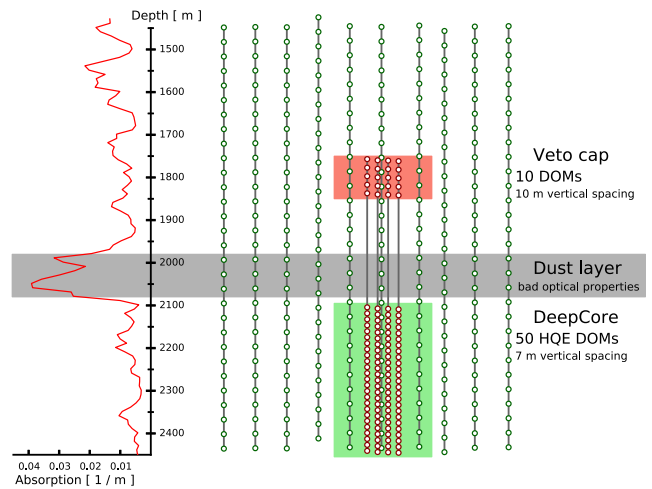 Depth [ m ]
1500
1600
1700
1800
1900
2000
2100
2200
2300
2400
0.04 0.03 0.02 0.01
Absorption [ 1 / m ]
Veto cap
10 DOMs
10 m vertical spacing
Dust layer
bad optical properties
DeepCore
50 HQE DOMs
7 m vertical spacing